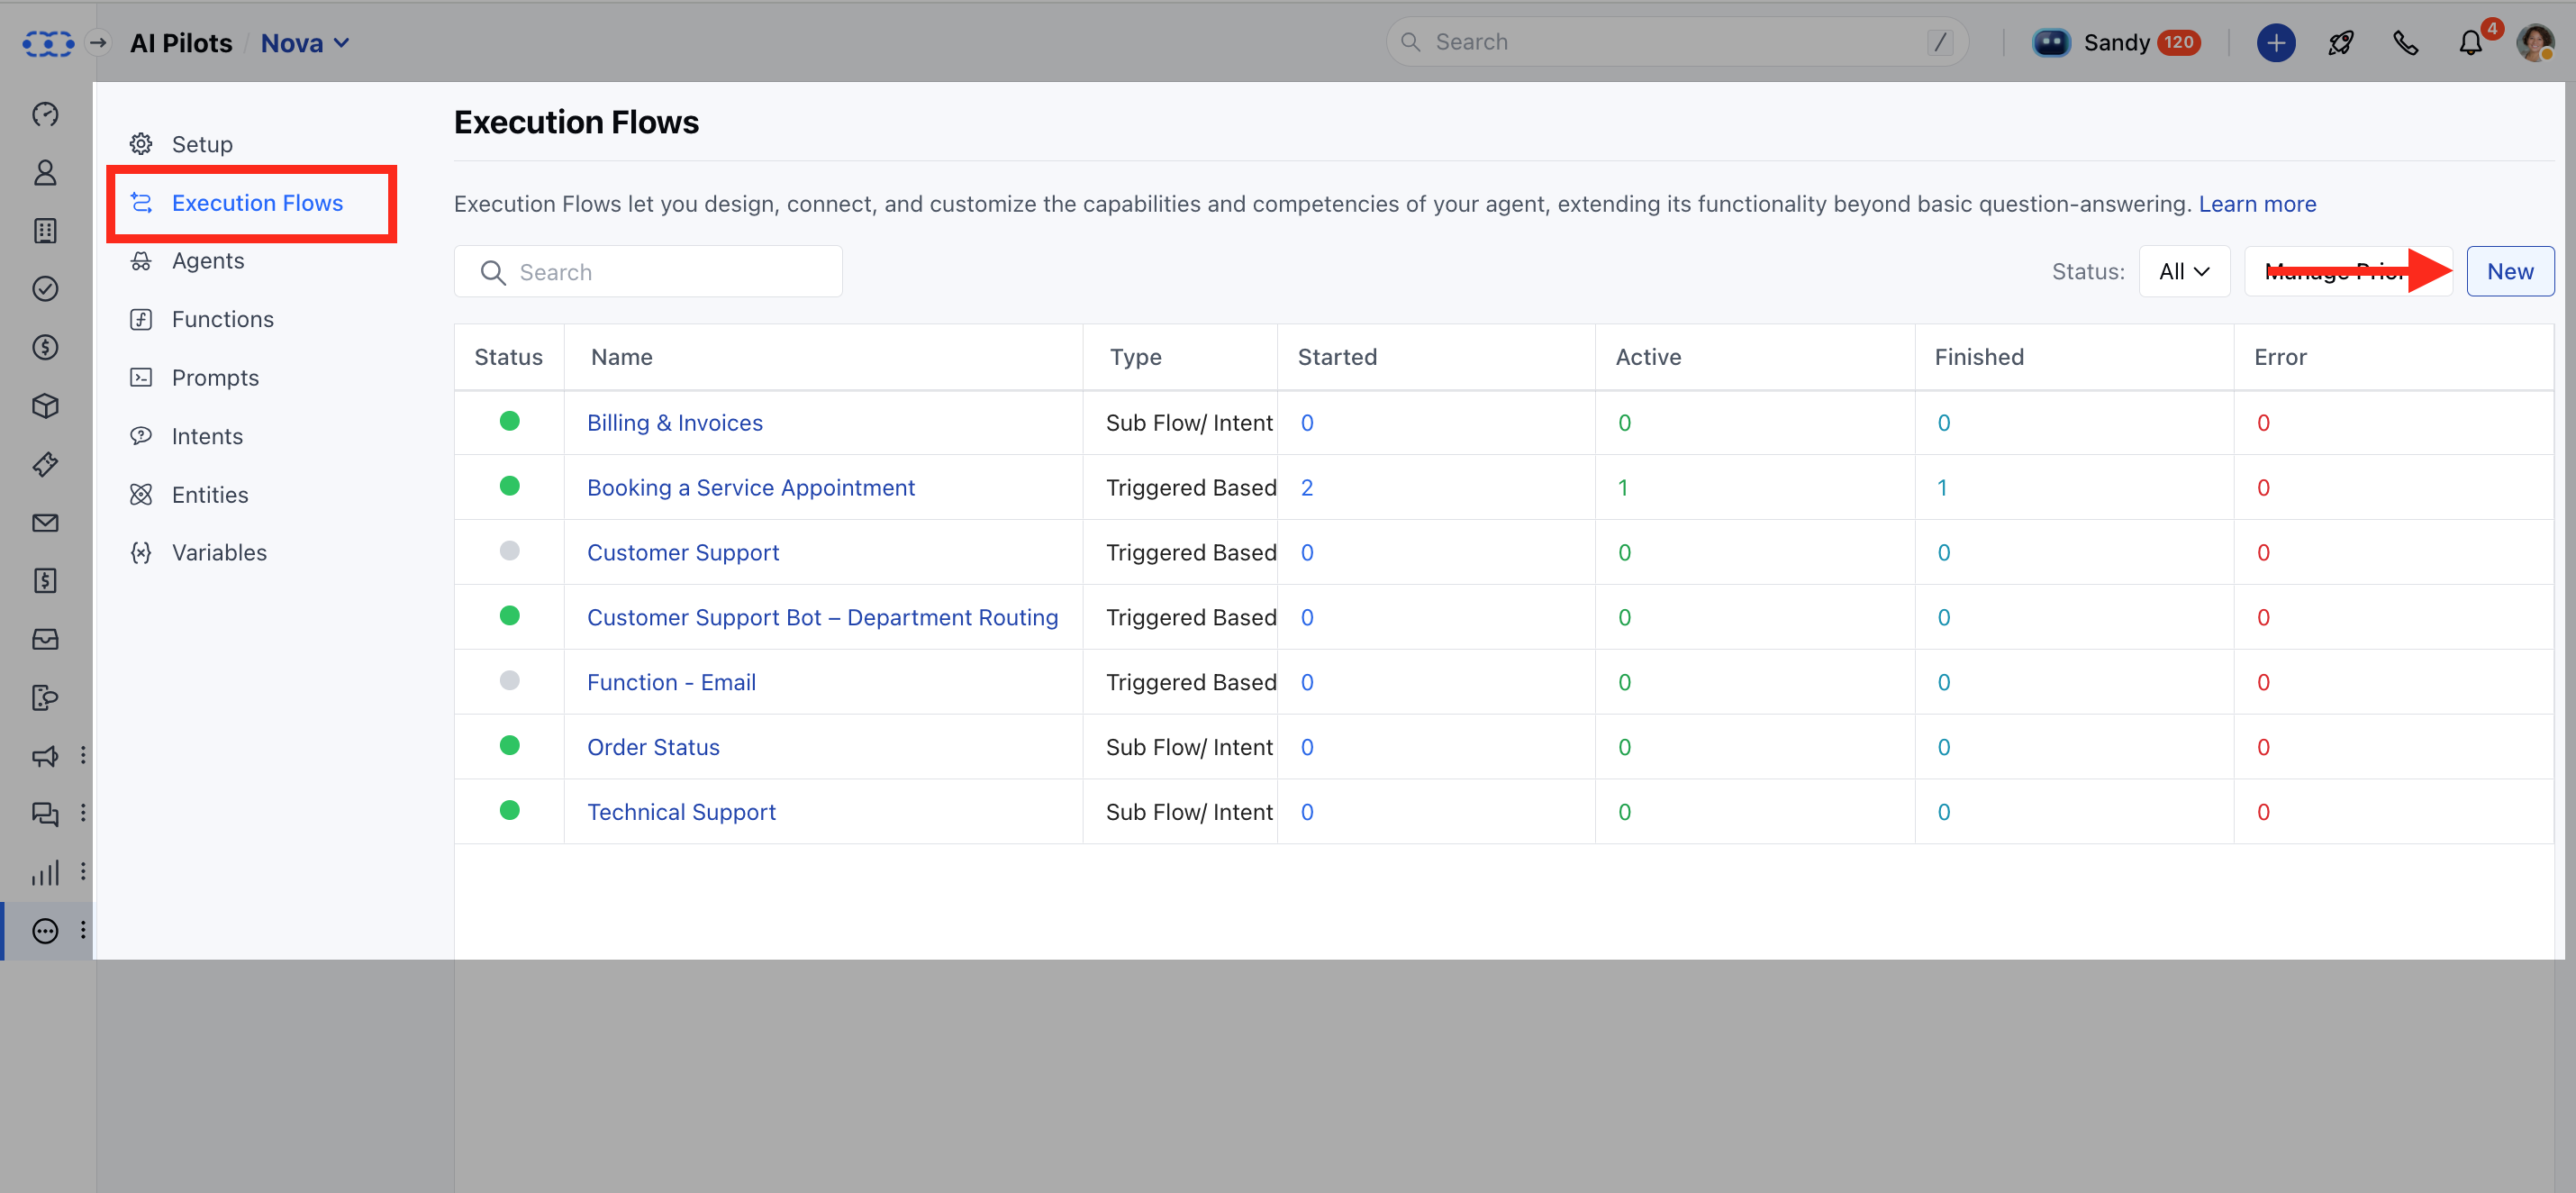 AI Pilots / Nova
Search /
Sandy 120
4
Setup
Execution Flows
Agents
Functions
Prompts
Intents
Entities
Variables
Execution Flows
Execution Flows let you design, connect, and customize the capabilities and competencies of your agent, extending its functionality beyond basic question-answering. Learn more
Search
Status: All Manage Prior New
Status Name Type Started Active Finished Error
Billing & Invoices Sub Flow/ Intent 0 0 0 0
Booking a Service Appointment Triggered Based 2 1 1 0
Customer Support Triggered Based 0 0 0 0
Customer Support Bot – Department Routing Triggered Based 0 0 0 0
Function - Email Triggered Based 0 0 0 0
Order Status Sub Flow/ Intent 0 0 0 0
Technical Support Sub Flow/ Intent 0 0 0 0